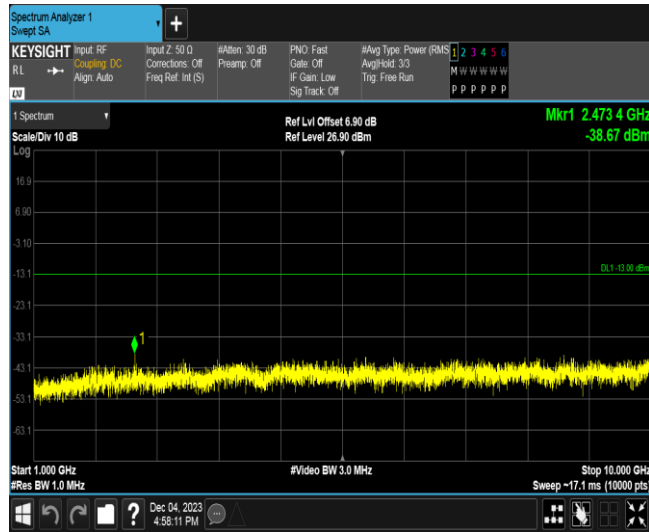 Spectrum Analyzer 1
Swept SA
+
KEYSIGHT
RL
LXI
Input: RF
Coupling: DC
Align: Auto
Input Z: 50 Ω
Corrections: Off
Freq Ref: Int (S)
#Atten: 30 dB
Preamp: Off
PNO: Fast
Gate: Off
IF Gain: Low
Sig Track: Off
#Avg Type: Power (RMS
Avg|Hold: 3/3
Trig: Free Run
1 2 3 4 5 6
M W W W W W
P P P P P P
1 Spectrum
Scale/Div 10 dB
Log
Ref Lvl Offset 6.90 dB
Ref Level 26.90 dBm
Mkr1 2.473 4 GHz
-38.67 dBm
16.9
6.90
-3.10
-13.1
DL1 -13.00 dBm
-23.1
-33.1
1
-43.1
-53.1
-63.1
Start 1.000 GHz
#Res BW 1.0 MHz
#Video BW 3.0 MHz
Stop 10.000 GHz
Sweep ~17.1 ms (10000 pts)
?
Dec 04, 2023
4:58:11 PM